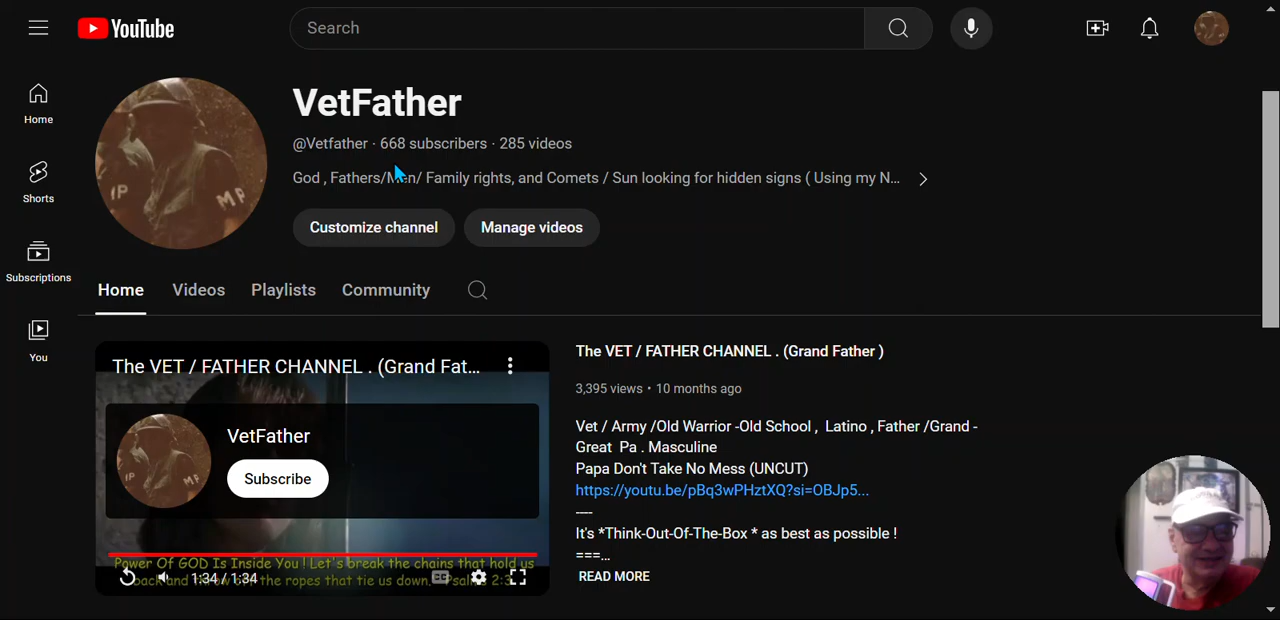 YouTube
Search
Home
Shorts
Subscriptions
You
VetFather
@Vetfather · 668 subscribers · 285 videos
God , Fathers/Men/ Family rights, and Comets / Sun looking for hidden signs ( Using my N...
Customize channel
Manage videos
Home
Videos
Playlists
Community
MP
The VET / FATHER CHANNEL . (Grand Fat...
VetFather
Subscribe
Power Of GOD Is Inside You ! Let's break the chains that hold us
back and throw off the ropes that tie us down. Psalms 2:3
1:34 / 1:34
The VET / FATHER CHANNEL . (Grand Father )
3,395 views • 10 months ago
Vet / Army /Old Warrior -Old School , Latino , Father /Grand -
Great Pa . Masculine
Papa Don't Take No Mess (UNCUT)
https://youtu.be/pBq3wPHztXQ?si=OBJp5...
----
It's *Think-Out-Of-The-Box * as best as possible !
===...
READ MORE